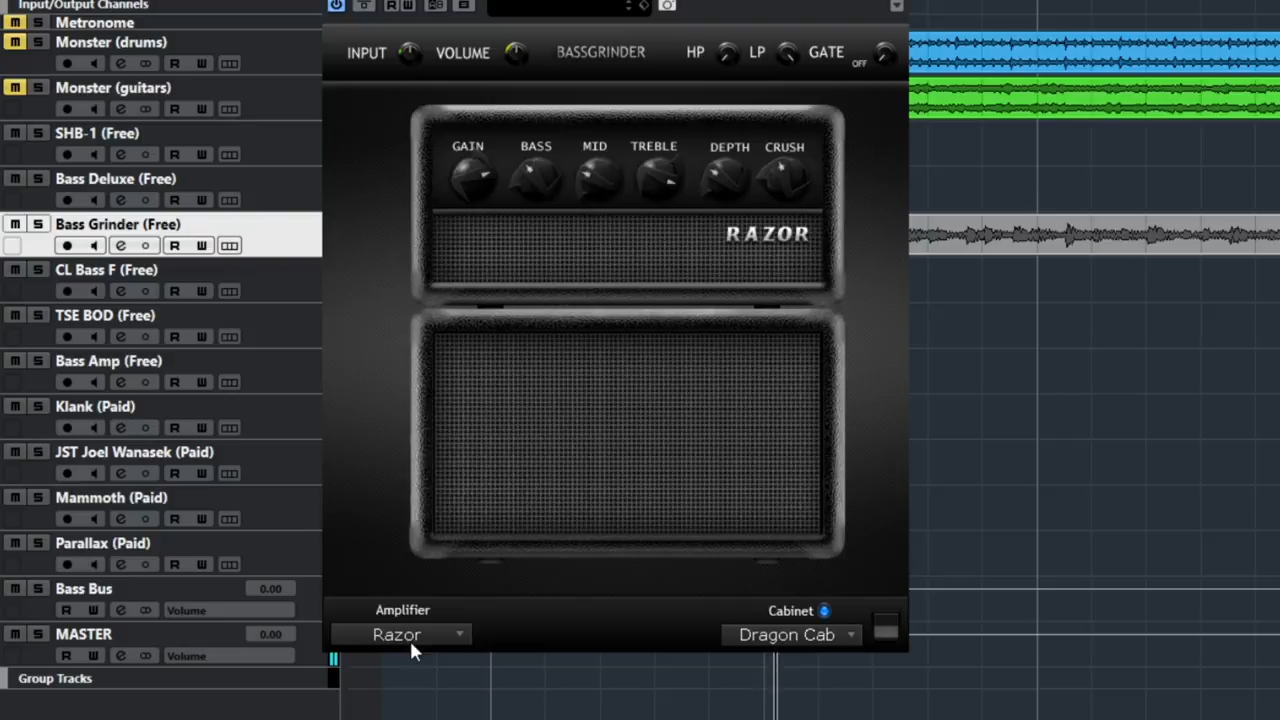 Input/Output Channels
m S Metronome
m S Monster (drums)
R W
m S Monster (guitars)
R W
m S SHB-1 (Free)
R W
m S Bass Deluxe (Free)
R W
m S Bass Grinder (Free)
R W
m S CL Bass F (Free)
R W
m S TSE BOD (Free)
R W
m S Bass Amp (Free)
R W
m S Klank (Paid)
R W
m S JST Joel Wanasek (Paid)
R W
m S Mammoth (Paid)
R W
m S Parallax (Paid)
R W
m S Bass Bus 0.00
R W Volume
m S MASTER 0.00
R W Volume
Group Tracks
R W
INPUT VOLUME BASSGRINDER HP LP GATE
OFF
GAIN BASS MID TREBLE DEPTH CRUSH
RAZOR
Amplifier Cabinet
Razor Dragon Cab